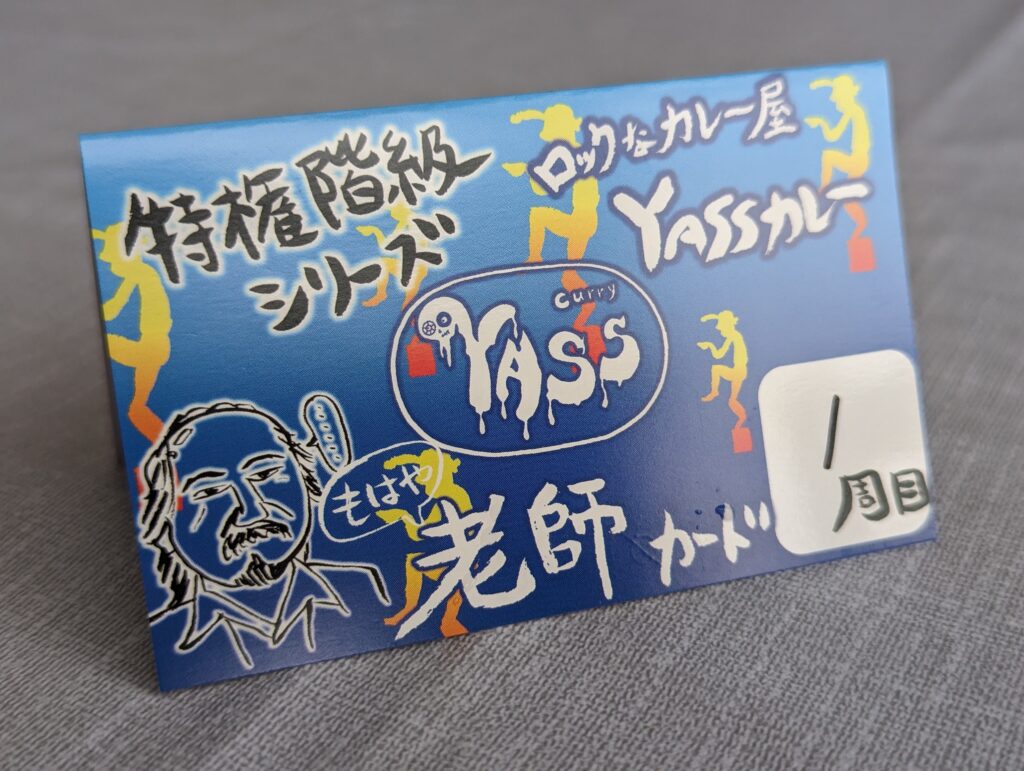 特権階級
シリーズ
ロックなカレー屋
YASSカレー
curry
YASS
もはや
老師 カード
1
周目